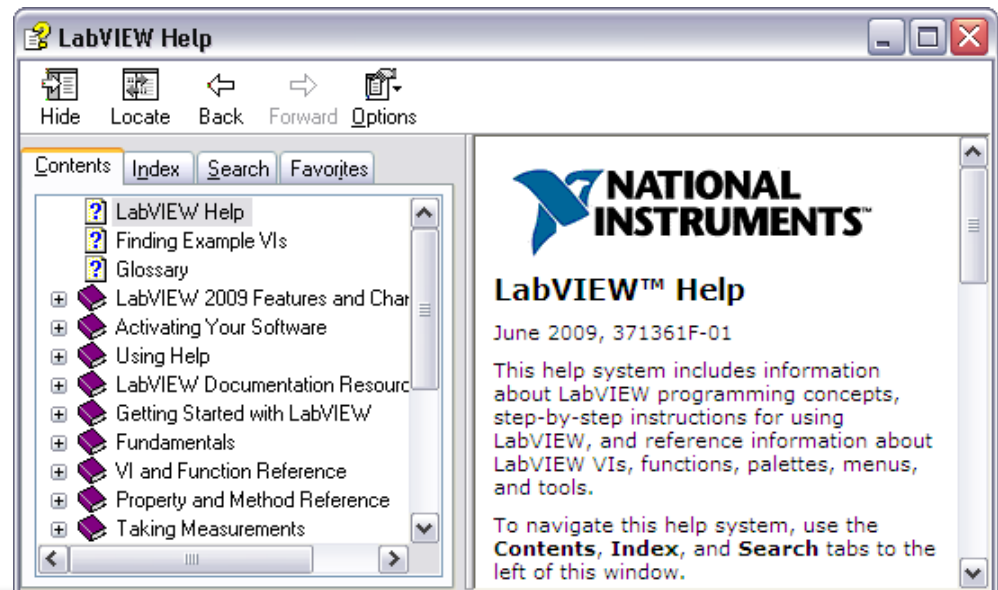 LabVIEW Help
Hide Locate Back Forward Options
Contents Index Search Favorites
LabVIEW Help
Finding Example VIs
Glossary
LabVIEW 2009 Features and Char
Activating Your Software
Using Help
LabVIEW Documentation Resourc
Getting Started with LabVIEW
Fundamentals
VI and Function Reference
Property and Method Reference
Taking Measurements
NATIONAL
INSTRUMENTS™
LabVIEW™ Help
June 2009, 371361F-01
This help system includes information
about LabVIEW programming concepts,
step-by-step instructions for using
LabVIEW, and reference information about
LabVIEW VIs, functions, palettes, menus,
and tools.
To navigate this help system, use the
Contents, Index, and Search tabs to the
left of this window.